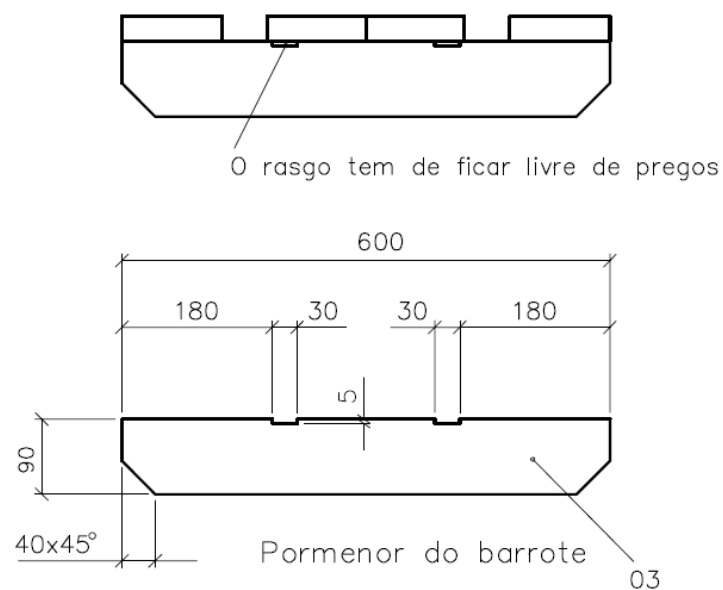 O rasgo tem de ficar livre de pregos
600
180 30 30 180
5
90
40x45°
Pormenor do barrote
03